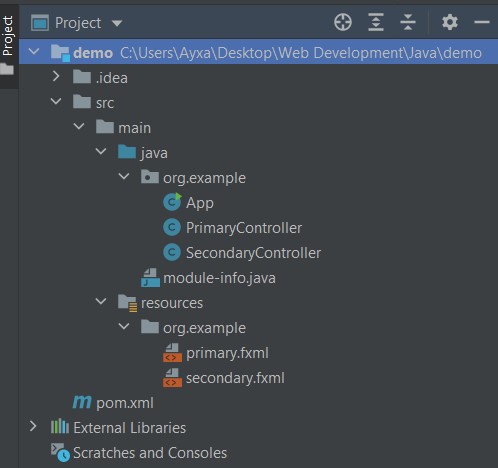 Project
Project
demo C:\Users\Ayxa\Desktop\Web Development\Java\demo
.idea
src
main
java
org.example
App
PrimaryController
SecondaryController
module-info.java
resources
org.example
primary.fxml
secondary.fxml
pom.xml
External Libraries
Scratches and Consoles